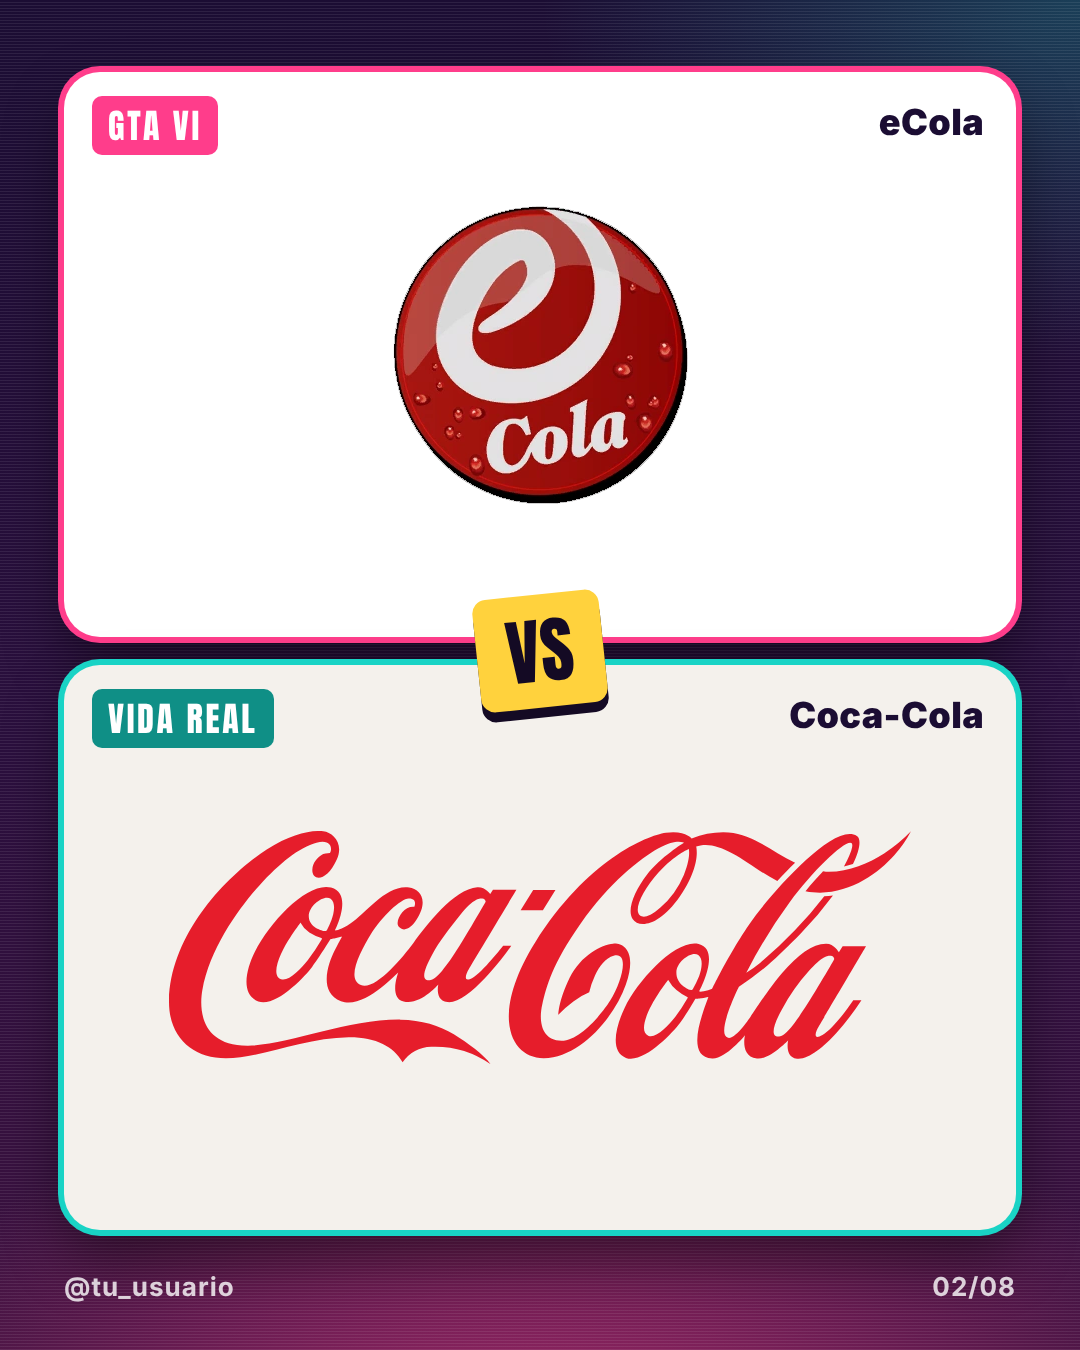 GTA VI
eCola
e
Cola
VS
VIDA REAL
Coca-Cola
Coca-Cola
@tu_usuario
02/08